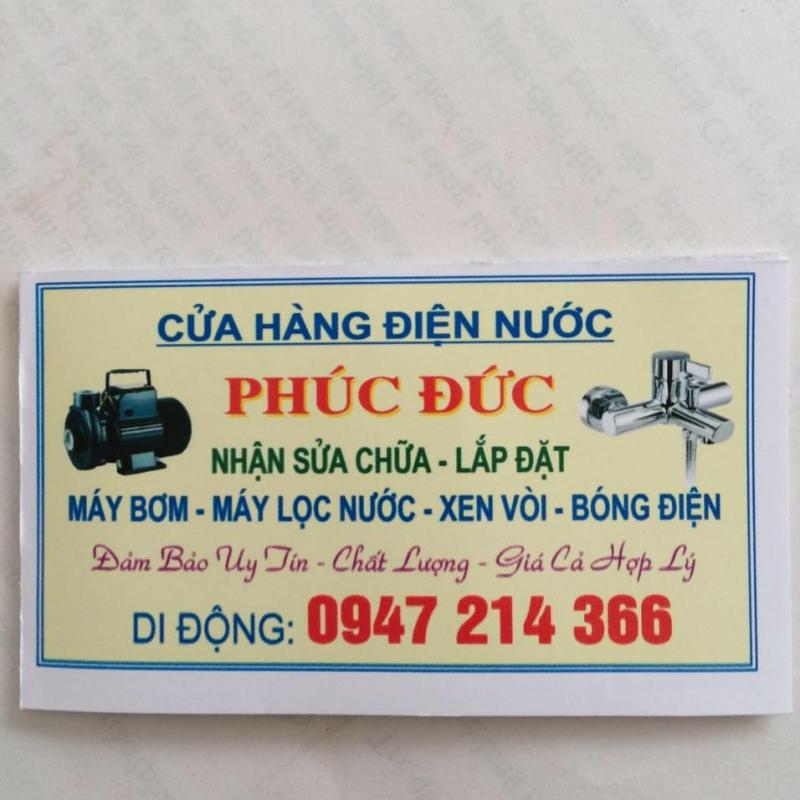 CỬA HÀNG ĐIỆN NƯỚC
PHÚC ĐỨC
NHẬN SỬA CHỮA - LẮP ĐẶT
MÁY BƠM - MÁY LỌC NƯỚC - XEN VÒI - BÓNG ĐIỆN
Đảm Bảo Uy Tín - Chất Lượng - Giá Cả Hợp Lý
DI ĐỘNG: 0947 214 366